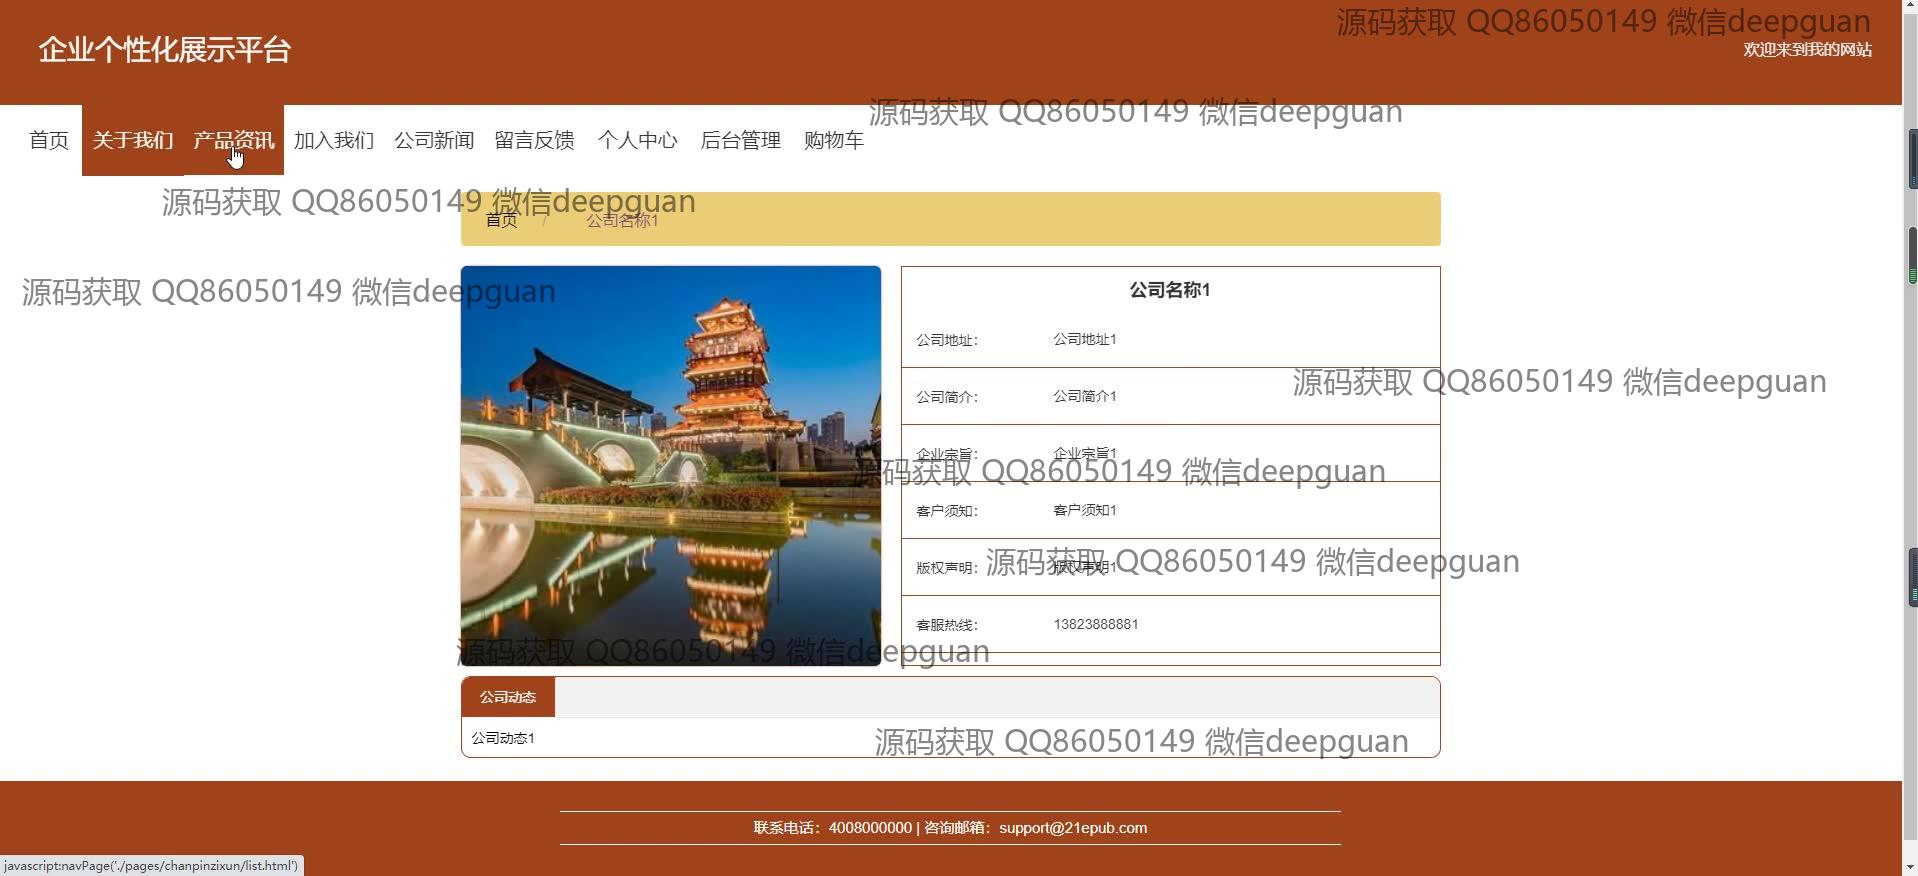 源码获取 QQ86050149 微信deepguan
企业个性化展示平台
欢迎来到我的网站
源码获取 QQ86050149 微信deepguan
首页 关于我们 产品资讯 加入我们 公司新闻 留言反馈 个人中心 后台管理 购物车
源码获取 QQ86050149 微信deepguan
首页 / 公司名称1
源码获取 QQ86050149 微信deepguan
公司名称1
公司地址： 公司地址1
源码获取 QQ86050149 微信deepguan
公司简介： 公司简介1
企业宗旨： 企业宗旨1
源码获取 QQ86050149 微信deepguan
客户须知： 客户须知1
源码获取 QQ86050149 微信deepguan
版权声明： 版权声明1
客服热线： 13823888881
源码获取 QQ86050149 微信deepguan
公司动态
公司动态1
源码获取 QQ86050149 微信deepguan
联系电话：4008000000 | 咨询邮箱：support@21epub.com
javascript:navPage('./pages/chanpinzixun/list.html')